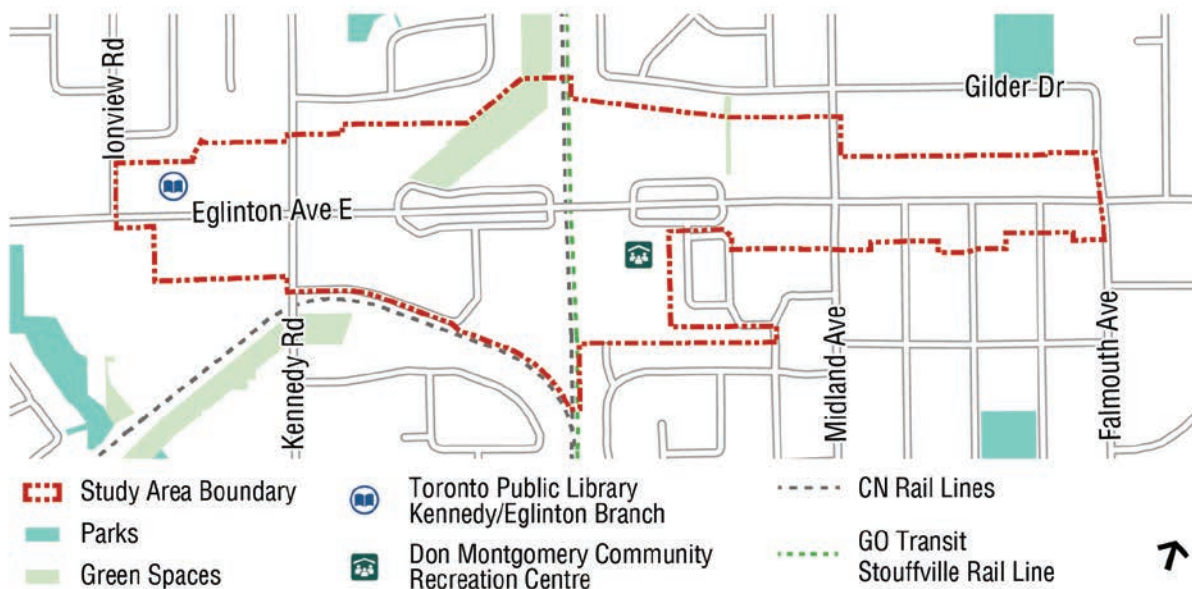 Ionview Rd
Gilder Dr
Eglinton Ave E
Kennedy Rd
Midland Ave
Falmouth Ave
Study Area Boundary
Parks
Green Spaces
Toronto Public Library
Kennedy/Eglinton Branch
Don Montgomery Community
Recreation Centre
CN Rail Lines
GO Transit
Stouffville Rail Line